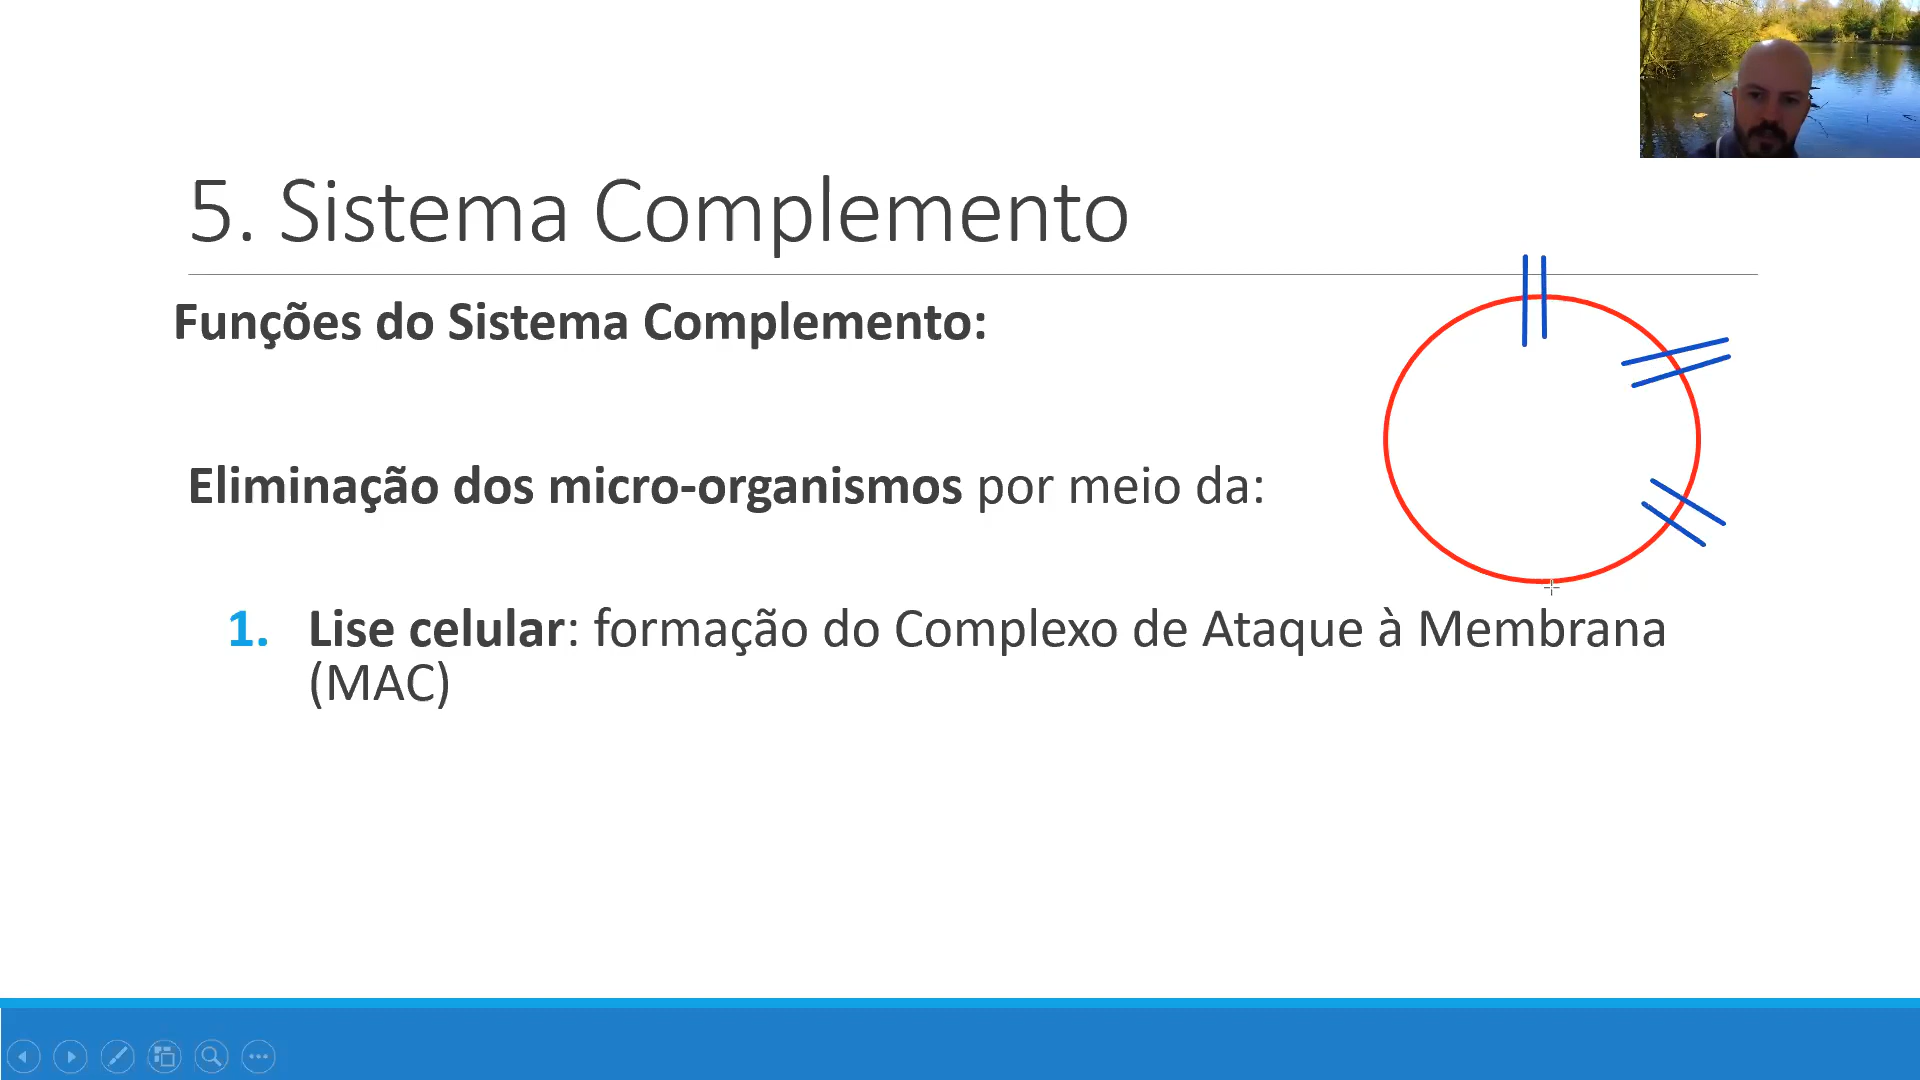 5. Sistema Complemento
Funções do Sistema Complemento:
Eliminação dos micro-organismos por meio da:
1. Lise celular: formação do Complexo de Ataque à Membrana
(MAC)